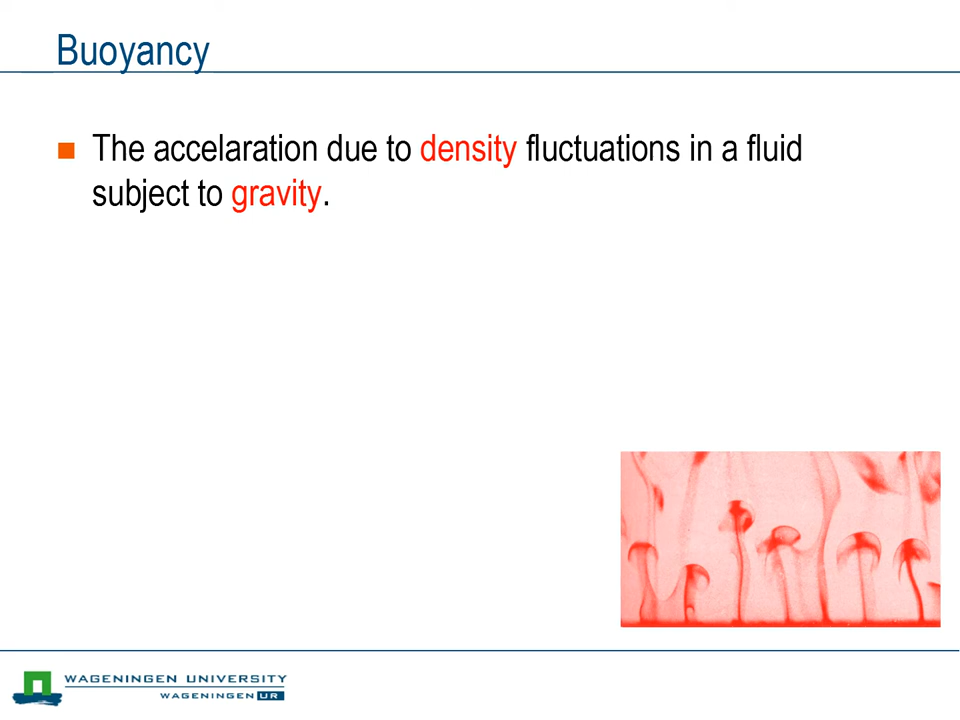 Buoyancy
The accelaration due to density fluctuations in a fluid
subject to gravity.
WAGENINGEN UNIVERSITY
WAGENINGEN UR